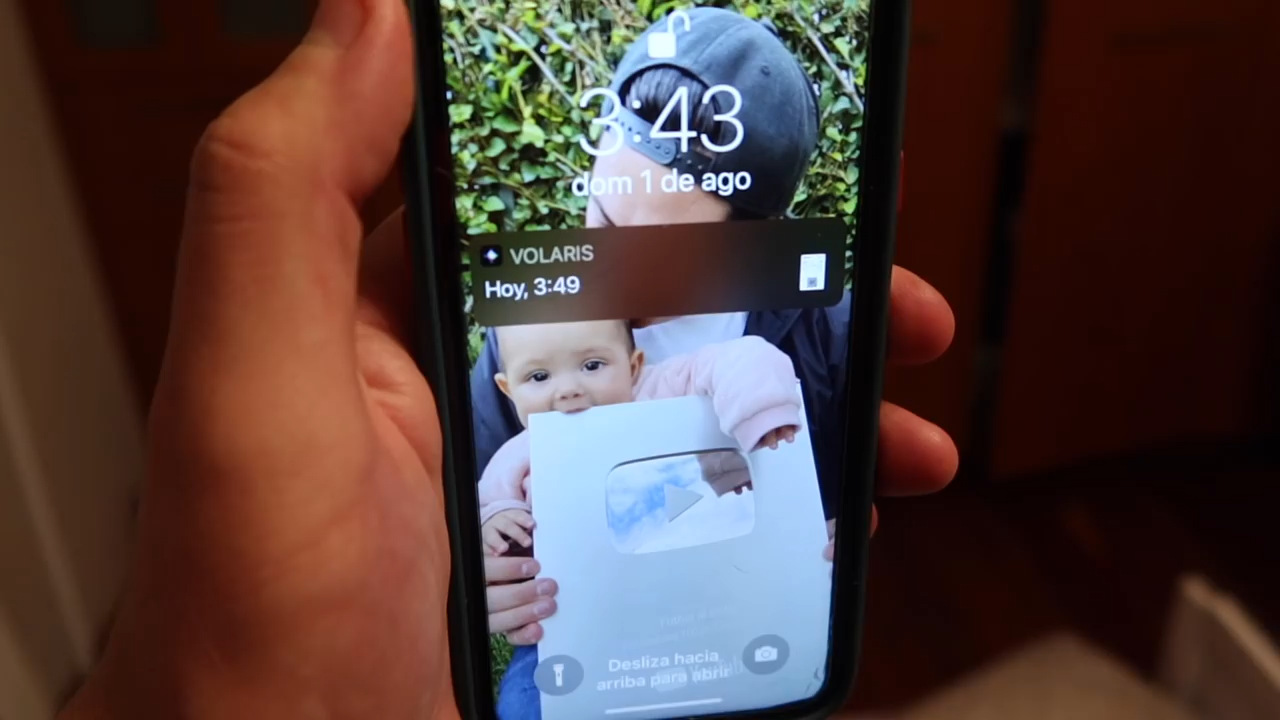 3:43
dom 1 de ago
VOLARIS
Hoy, 3:49
Desliza hacia
arriba para abrir